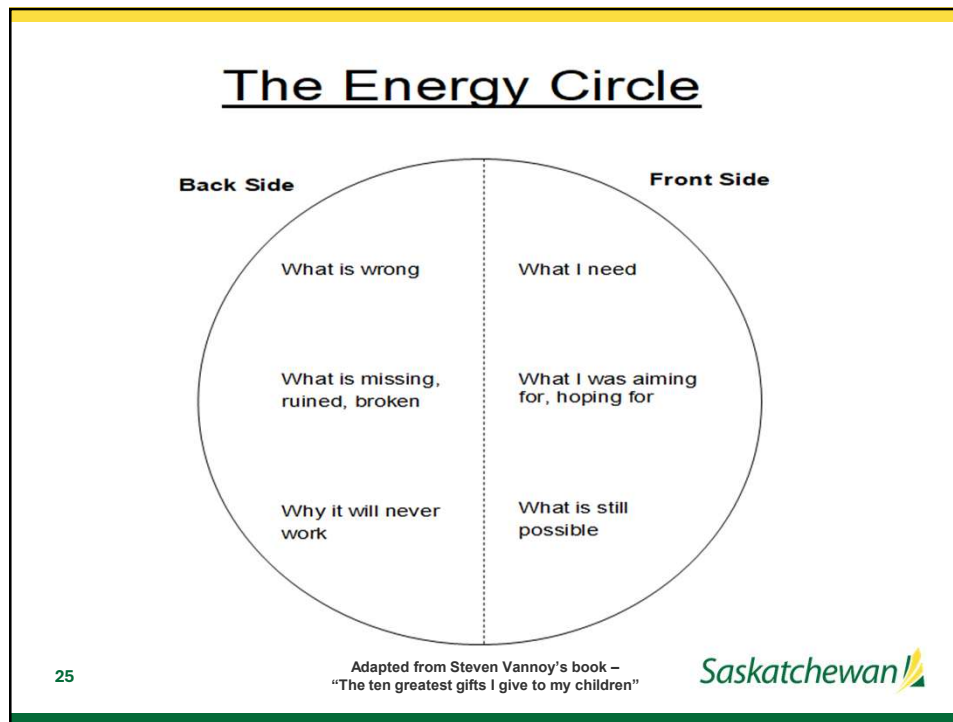 The Energy Circle
Back Side
Front Side
What is wrong
What I need
What is missing,
ruined, broken
What I was aiming
for, hoping for
Why it will never
work
What is still
possible
25
Adapted from Steven Vannoy’s book –
“The ten greatest gifts I give to my children”
Saskatchewan